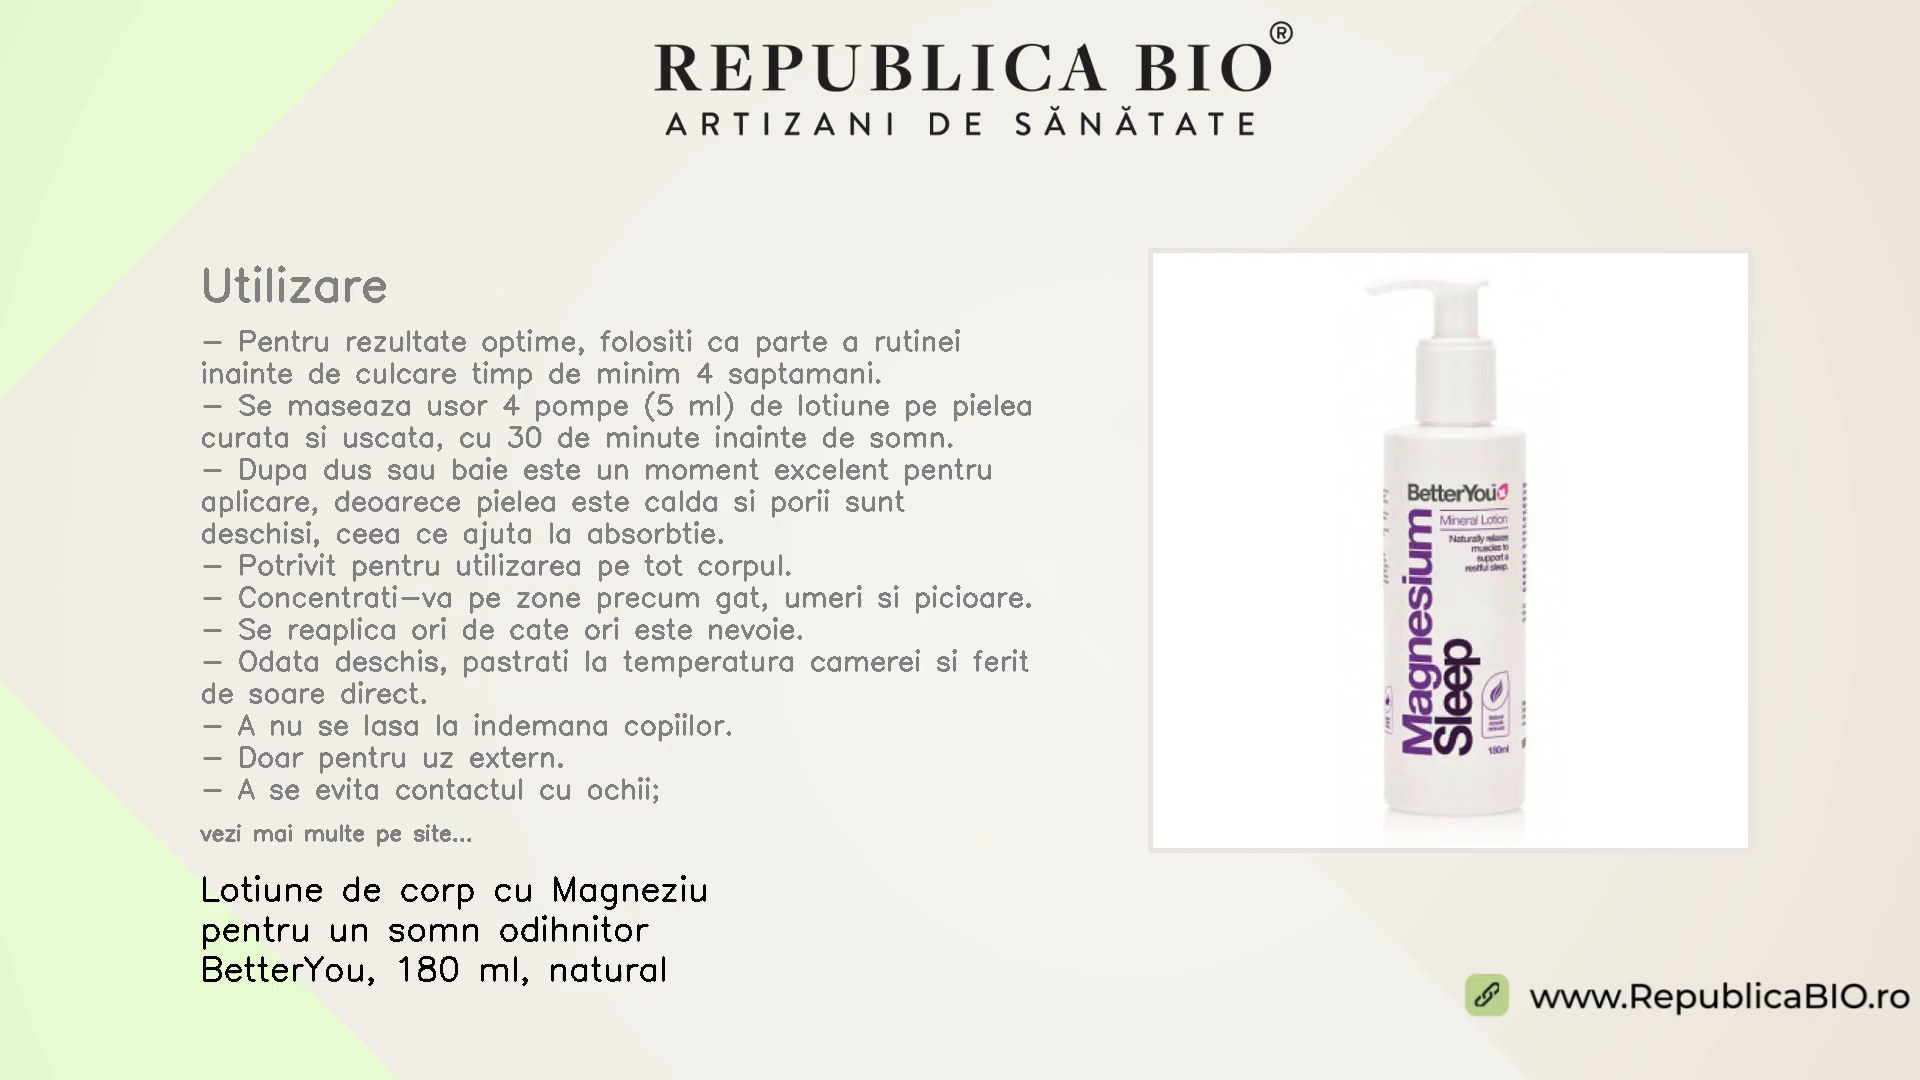 REPUBLICA BIO®
ARTIZANI DE SĂNĂTATE
Utilizare
— Pentru rezultate optime, folositi ca parte a rutinei
inainte de culcare timp de minim 4 saptamani.
— Se maseaza usor 4 pompe (5 ml) de lotiune pe pielea
curata si uscata, cu 30 de minute inainte de somn.
— Dupa dus sau baie este un moment excelent pentru
aplicare, deoarece pielea este calda si porii sunt
deschisi, ceea ce ajuta la absorbtie.
— Potrivit pentru utilizarea pe tot corpul.
— Concentrati—va pe zone precum gat, umeri si picioare.
— Se reaplica ori de cate ori este nevoie.
— Odata deschis, pastrati la temperatura camerei si ferit
de soare direct.
— A nu se lasa la indemana copiilor.
— Doar pentru uz extern.
— A se evita contactul cu ochii;
vezi mai multe pe site...
Lotiune de corp cu Magneziu
pentru un somn odihnitor
BetterYou, 180 ml, natural
BetterYou
Mineral Lotion
Naturally relaxes
muscles to
support a
restful sleep.
Magnesium
Sleep
180ml
www.RepublicaBIO.ro